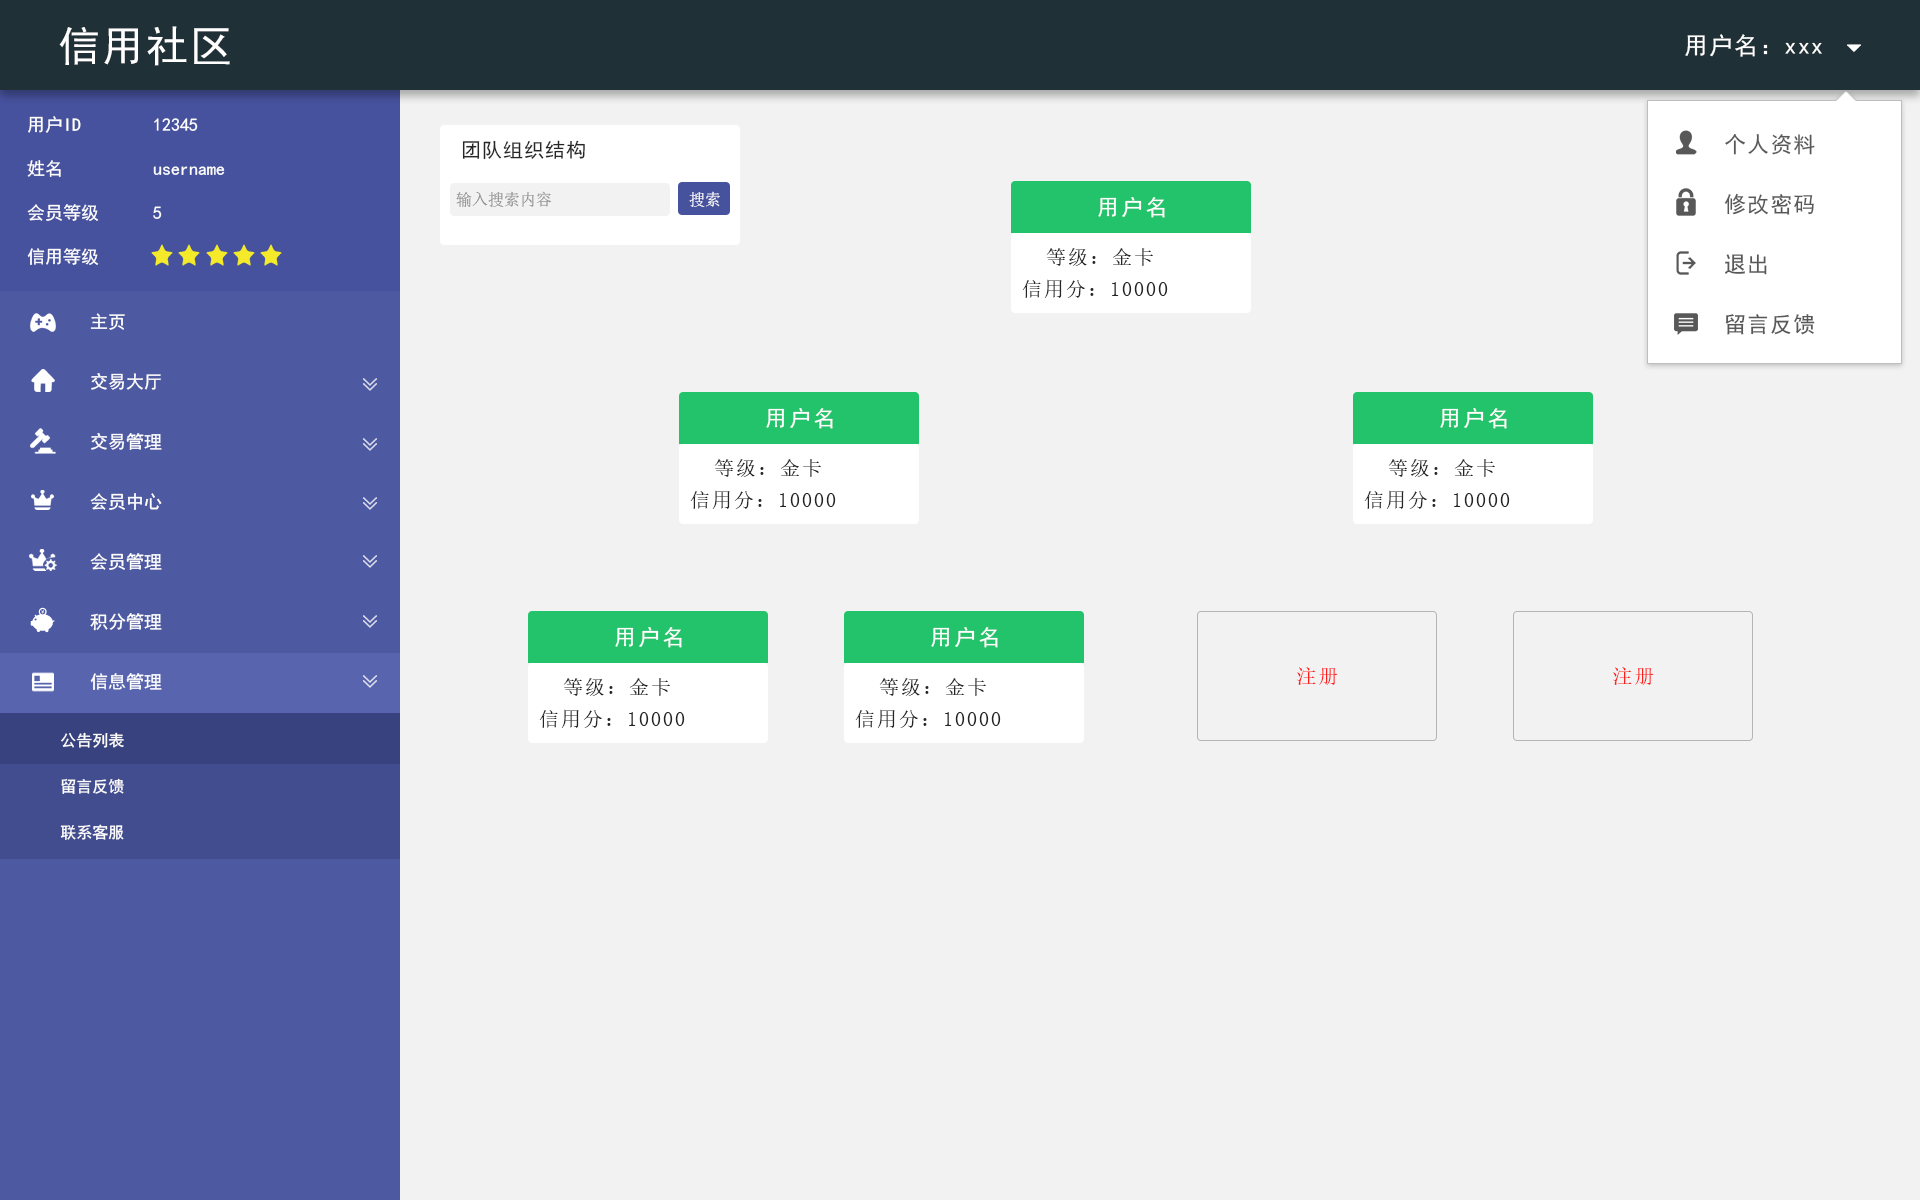 信用社区
用户名：xxx
用户ID 12345
姓名 username
会员等级 5
信用等级
主页
交易大厅
交易管理
会员中心
会员管理
积分管理
信息管理
公告列表
留言反馈
联系客服
团队组织结构
输入搜索内容 搜索
个人资料
修改密码
退出
留言反馈
用户名
等级：金卡
信用分：10000
用户名
等级：金卡
信用分：10000
用户名
等级：金卡
信用分：10000
用户名
等级：金卡
信用分：10000
用户名
等级：金卡
信用分：10000
注册
注册